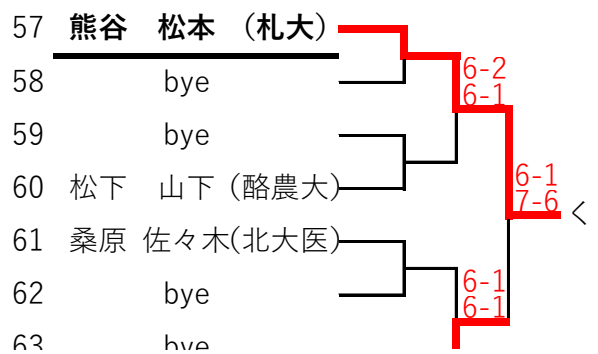 57 熊谷 松本 (札大)
58 bye
6-2
6-1
59 bye
60 松下 山下 (酪農大)
6-1
7-6
く
61 桑原 佐々木(北大医)
62 bye
6-1
6-1
63 bye